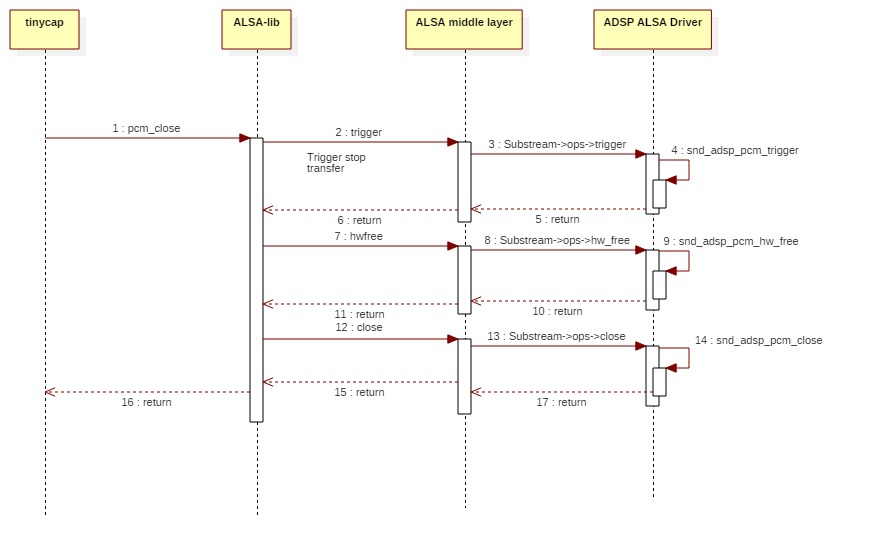 tinycap
ALSA-lib
ALSA middle layer
ADSP ALSA Driver
1 : pcm_close
2 : trigger
3 : Substream->ops->trigger
4 : snd_adsp_pcm_trigger
Trigger stop
transfer
5 : return
6 : return
7 : hwfree
8 : Substream->ops->hw_free
9 : snd_adsp_pcm_hw_free
10 : return
11 : return
12 : close
13 : Substream->ops->close
14 : snd_adsp_pcm_close
15 : return
16 : return
17 : return